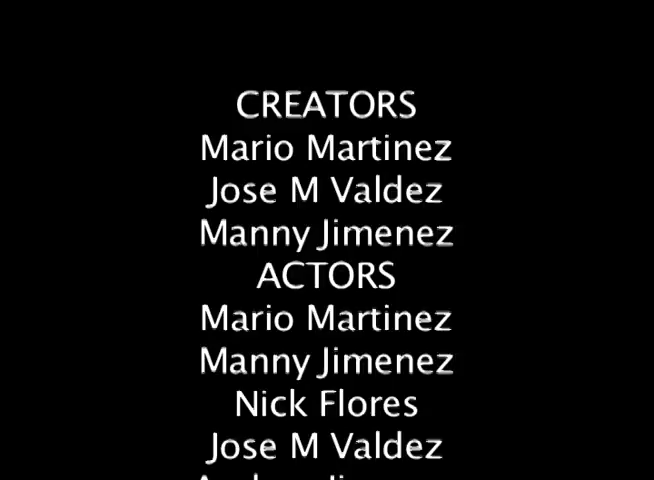 CREATORS
Mario Martinez
Jose M Valdez
Manny Jimenez
ACTORS
Mario Martinez
Manny Jimenez
Nick Flores
Jose M Valdez